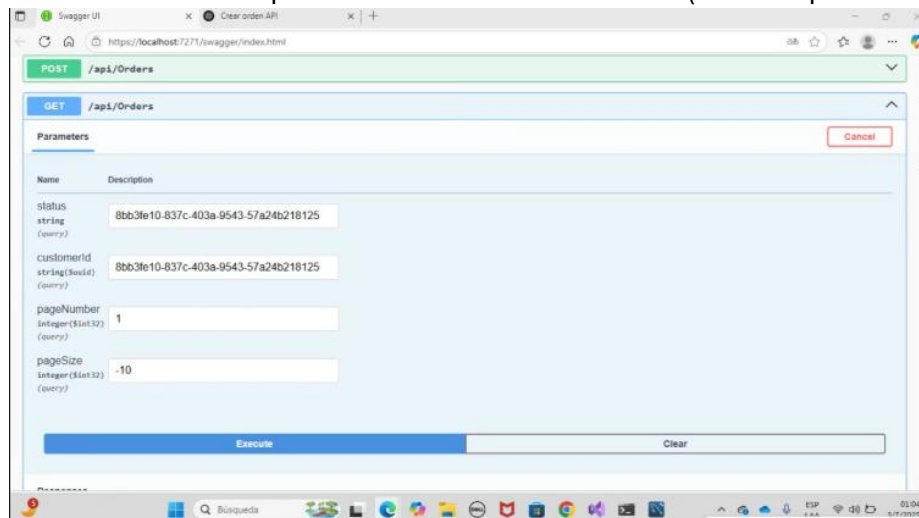 Swagger UI
Crear orden API
https://localhost:7271/swagger/index.html
POST /api/Orders
GET /api/Orders
Parameters
Cancel
Name Description
status
string
(query)
8bb3fe10-837c-403a-9543-57a24b218125
customerId
string($uuid)
(query)
8bb3fe10-837c-403a-9543-57a24b218125
pageNumber
integer($int32)
(query)
1
pageSize
integer($int32)
(query)
-10
Execute Clear
Búsqueda
ESP
01:04